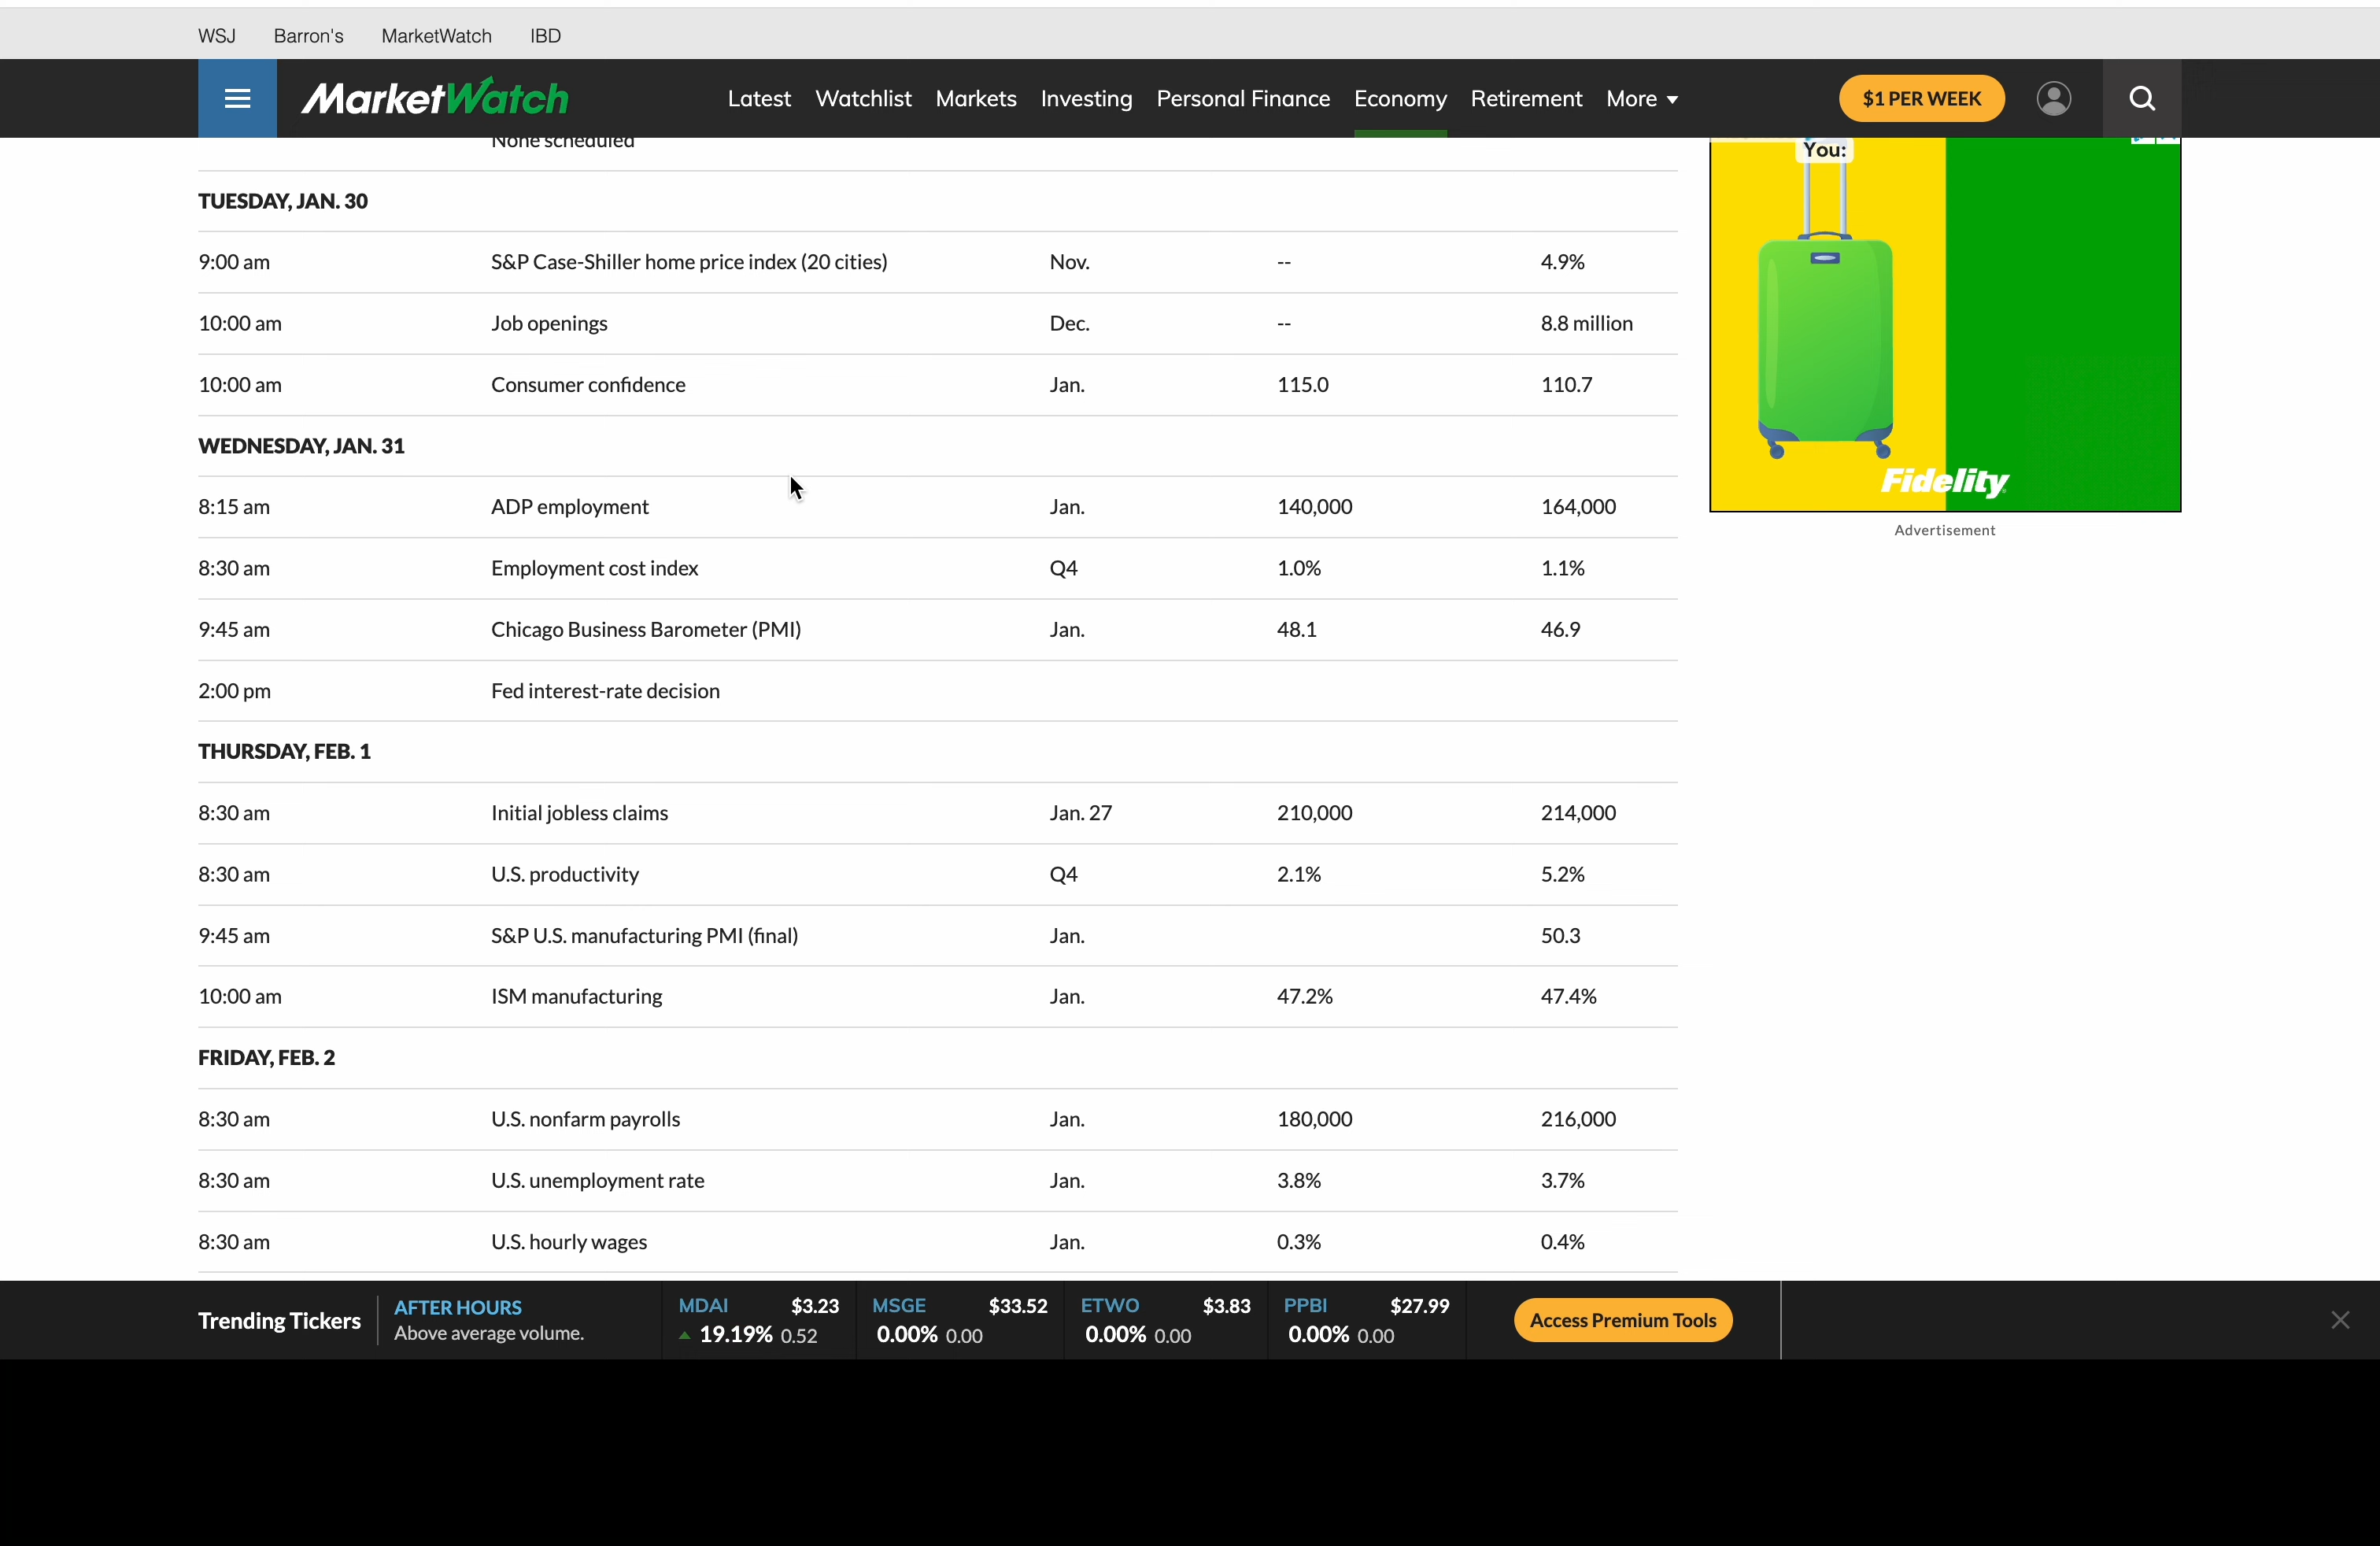 WSJ Barron's MarketWatch IBD
MarketWatch Latest Watchlist Markets Investing Personal Finance Economy Retirement More $1 PER WEEK
None scheduled
TUESDAY, JAN. 30
9:00 am S&P Case-Shiller home price index (20 cities) Nov. -- 4.9%
10:00 am Job openings Dec. -- 8.8 million
10:00 am Consumer confidence Jan. 115.0 110.7
WEDNESDAY, JAN. 31
8:15 am ADP employment Jan. 140,000 164,000
8:30 am Employment cost index Q4 1.0% 1.1%
9:45 am Chicago Business Barometer (PMI) Jan. 48.1 46.9
2:00 pm Fed interest-rate decision
THURSDAY, FEB. 1
8:30 am Initial jobless claims Jan. 27 210,000 214,000
8:30 am U.S. productivity Q4 2.1% 5.2%
9:45 am S&P U.S. manufacturing PMI (final) Jan. 50.3
10:00 am ISM manufacturing Jan. 47.2% 47.4%
FRIDAY, FEB. 2
8:30 am U.S. nonfarm payrolls Jan. 180,000 216,000
8:30 am U.S. unemployment rate Jan. 3.8% 3.7%
8:30 am U.S. hourly wages Jan. 0.3% 0.4%
You:
Fidelity
Advertisement
Trending Tickers
AFTER HOURS
Above average volume.
MDAI $3.23
19.19% 0.52
MSGE $33.52
0.00% 0.00
ETWO $3.83
0.00% 0.00
PPBI $27.99
0.00% 0.00
Access Premium Tools